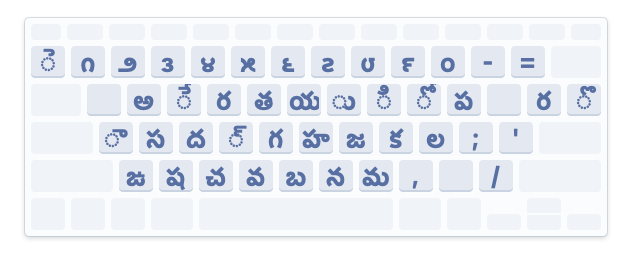 ె ౧ ౨ ౩ ౪ ౫ ౬ ౭ ౮ ౯ ౦ - =
అ ే ర త య ు ి ో ప ర ొ
ా స ద ్ గ హ జ క ల ; '
ఙ ష చ వ బ న మ , /